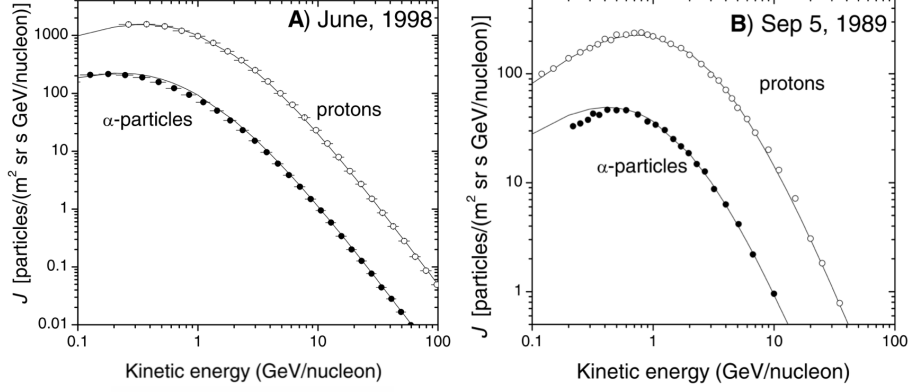 A) June, 1998
J [particles/(m² sr s GeV/nucleon)]
1000
100
10
1
0.1
0.01
protons
α-particles
0.1
1
10
100
Kinetic energy (GeV/nucleon)
B) Sep 5, 1989
J [particles/(m² sr s GeV/nucleon)]
100
10
1
protons
α-particles
0.1
1
10
100
Kinetic energy (GeV/nucleon)